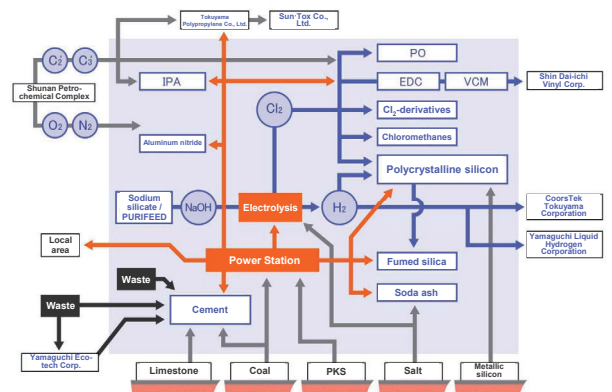 Tokuyama
Polypropylene Co., Ltd.
Sun·Tox Co.,
Ltd.
C₂' C₃'
PO
Shunan Petro-
chemical Complex
IPA
EDC
VCM
Shin Dai-ichi
Vinyl Corp.
Cl₂
Cl₂-derivatives
O₂ N₂
Chloromethanes
Aluminum nitride
Polycrystalline silicon
Sodium
silicate /
PURIFEED
NaOH
Electrolysis
H₂
CoorsTek
Tokuyama
Corporation
Local
area
Power Station
Fumed silica
Yamaguchi Liquid
Hydrogen
Corporation
Waste
Soda ash
Waste
Cement
Yamaguchi Eco-
tech Corp.
Limestone
Coal
PKS
Salt
Metallic
silicon